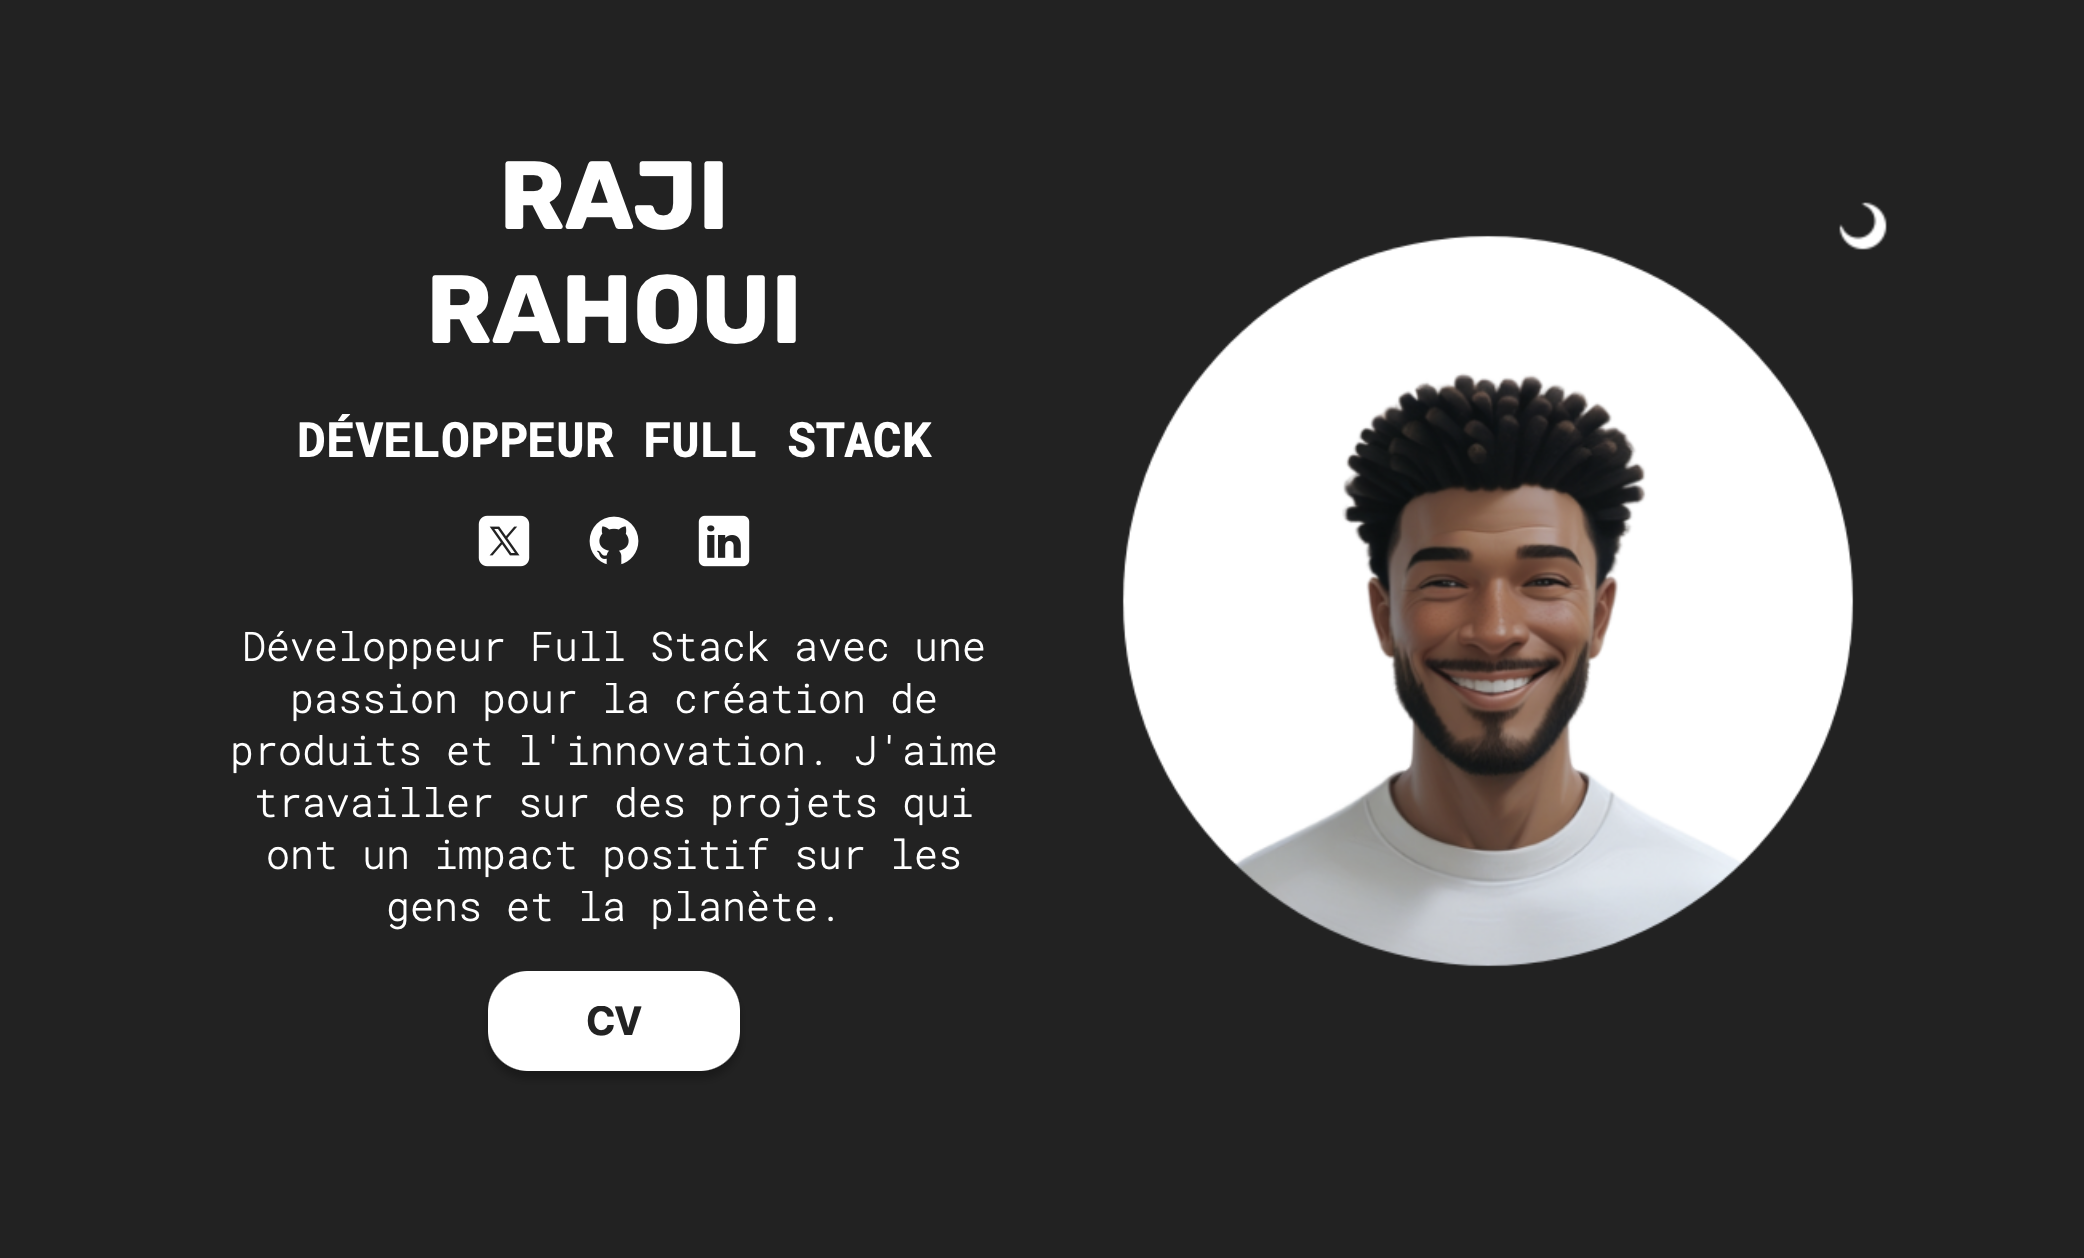 RAJI
RAHOUI
DÉVELOPPEUR FULL STACK
Développeur Full Stack avec une
passion pour la création de
produits et l'innovation. J'aime
travailler sur des projets qui
ont un impact positif sur les
gens et la planète.
CV